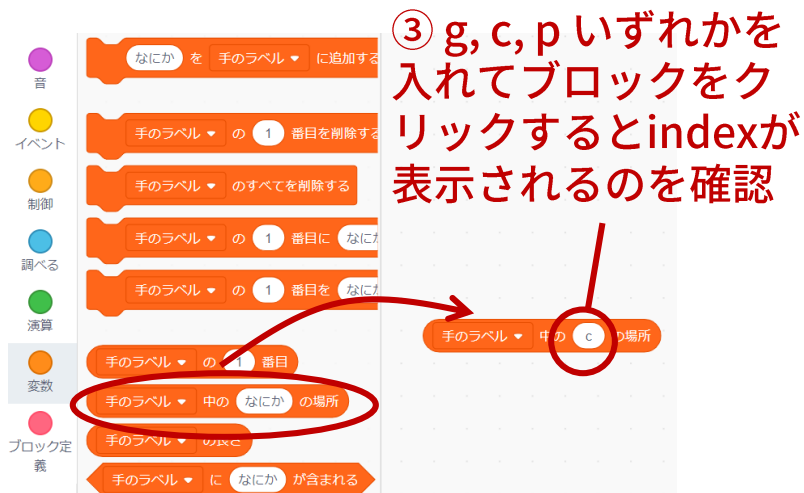 ③ g, c, p いずれかを
入れてブロックをク
リックするとindexが
表示されるのを確認
音
イベント
制御
調べる
演算
変数
ブロック定
義
なにか を 手のラベル に追加する
手のラベル の 1 番目を削除する
手のラベル のすべてを削除する
手のラベル の 1 番目に なにか
手のラベル の 1 番目を なにか
手のラベル の 1 番目
手のラベル 中の なにか の場所
手のラベル の長さ
手のラベル に なにか が含まれる
手のラベル 中の c の場所